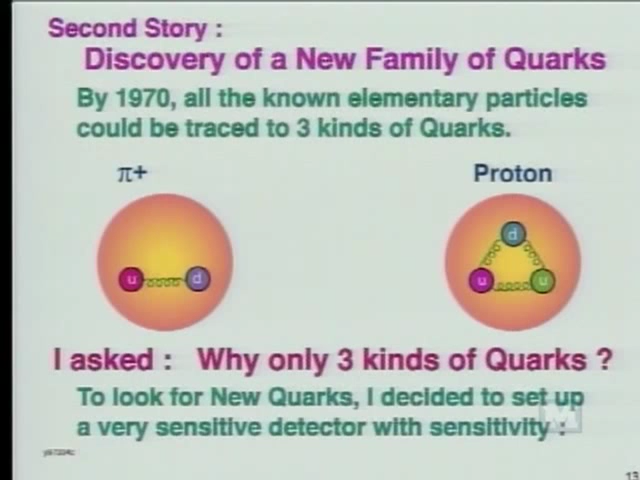 Second Story :
Discovery of a New Family of Quarks
By 1970, all the known elementary particles
could be traced to 3 kinds of Quarks.
π+ Proton
d
u d u u
I asked : Why only 3 kinds of Quarks ?
To look for New Quarks, I decided to set up
a very sensitive detector with sensitivity :
M
13